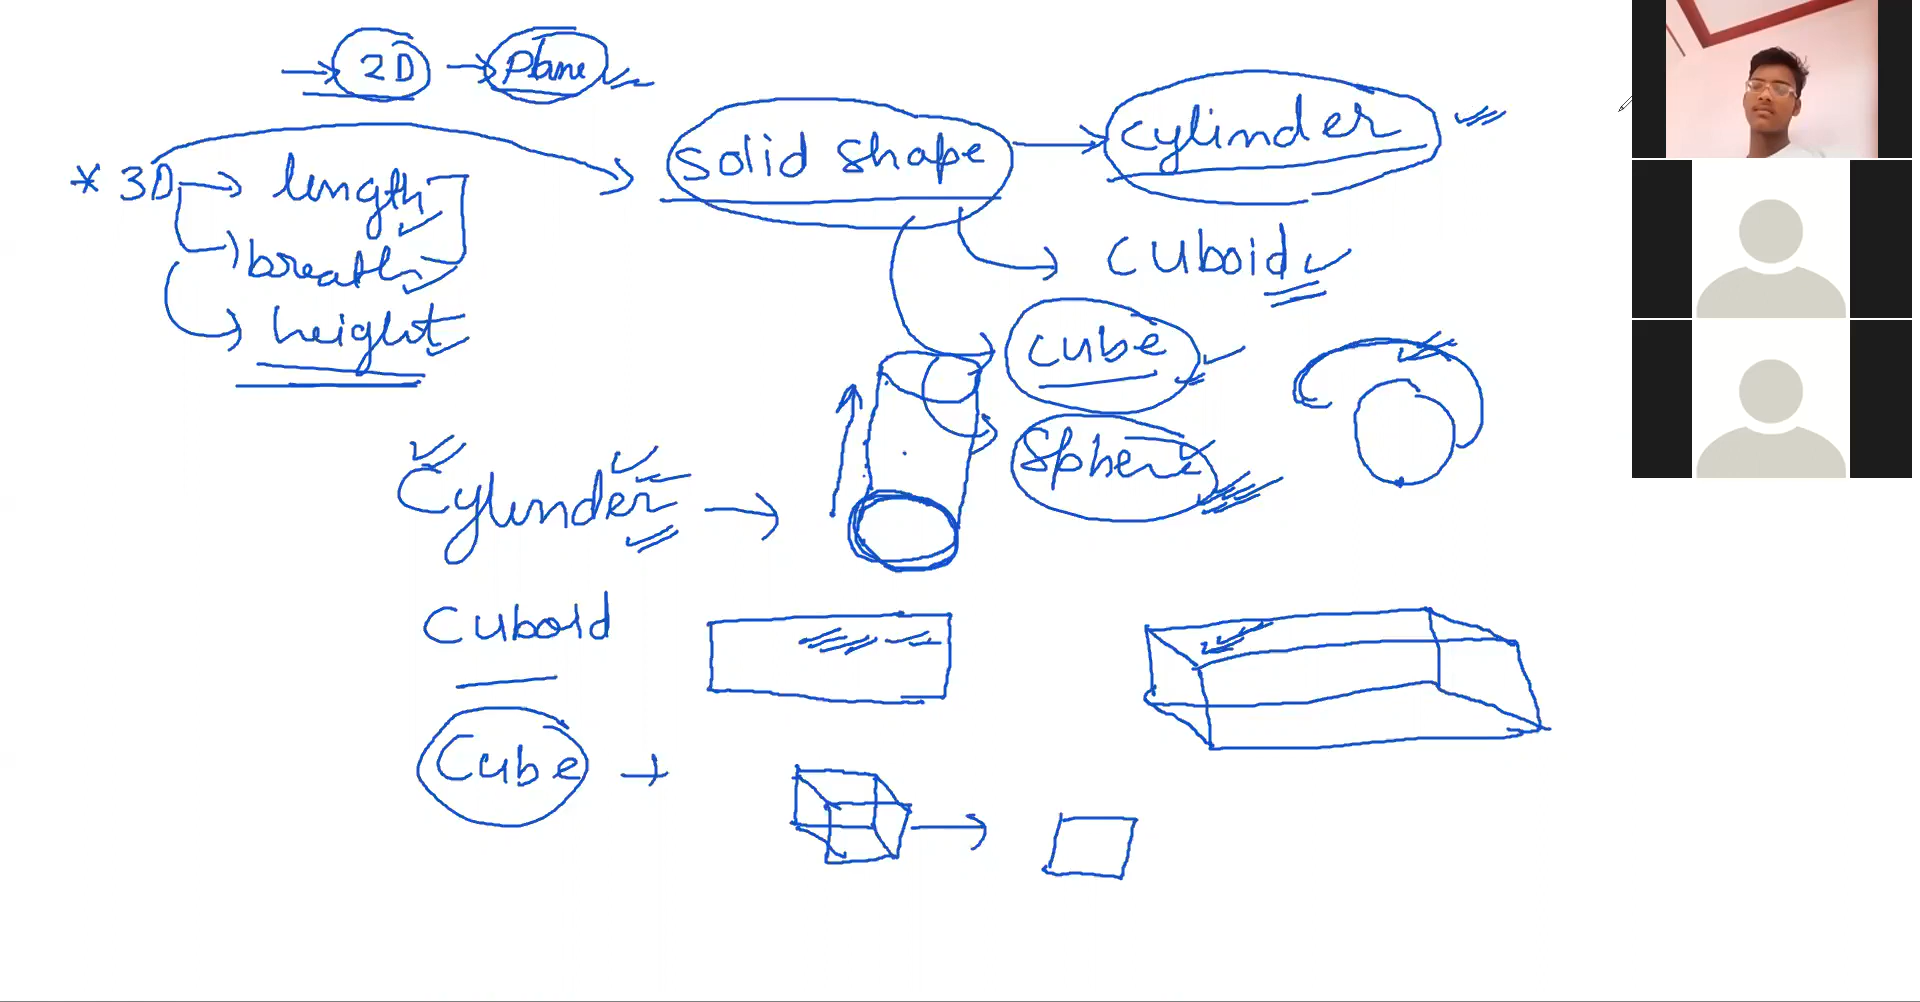 2D → Plane
* 3D → length
breath
height
solid shape → cylinder
cuboid
cube
Sphere
Cylinder →
Cuboid
Cube →